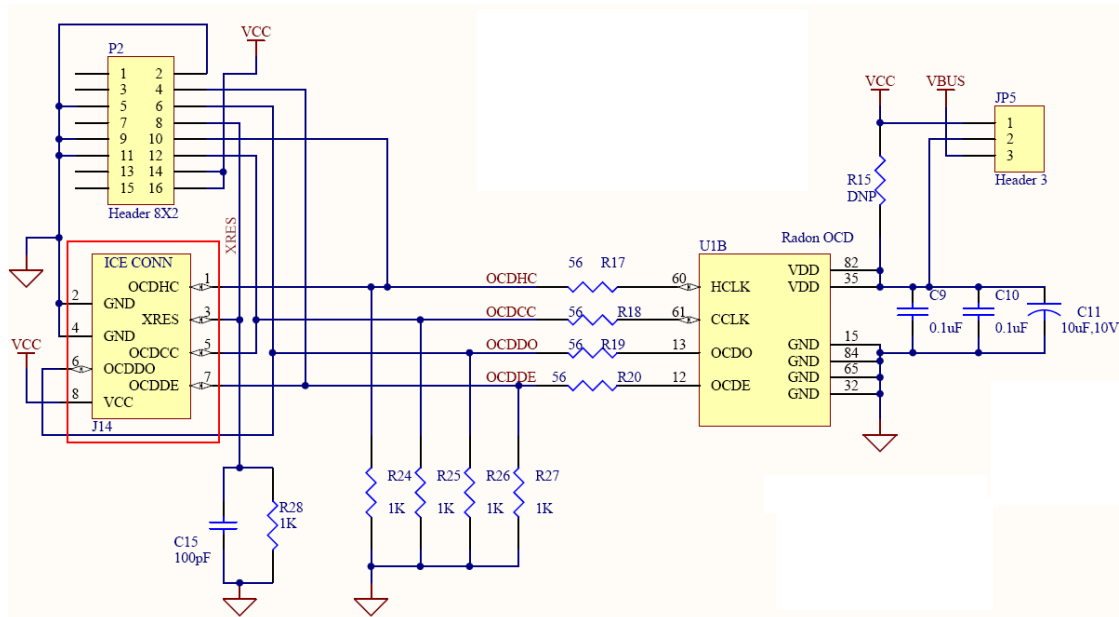 VCC
P2
1 2
3 4
5 6
7 8
9 10
11 12
13 14
15 16
Header 8X2
XRES
VCC VBUS
JP5
1
2
3
Header 3
R15
DNP
ICE CONN
OCDHC 1
2 GND
XRES 3
4 GND
OCDCC 5
VCC
6 OCDDO
OCDDE 7
8 VCC
J14
OCDHC 56 R17 60
OCDCC 56 R18 61
OCDDO 56 R19 13
OCDDE 56 R20 12
U1B Radon OCD
HCLK VDD 82
VDD 35
CCLK
OCDO GND 15
GND 84
GND 65
OCDE GND 32
C9 0.1uF
C10 0.1uF
C11
10uF,10V
R24 R25 R26 R27
1K 1K 1K 1K
R28
1K
C15
100pF